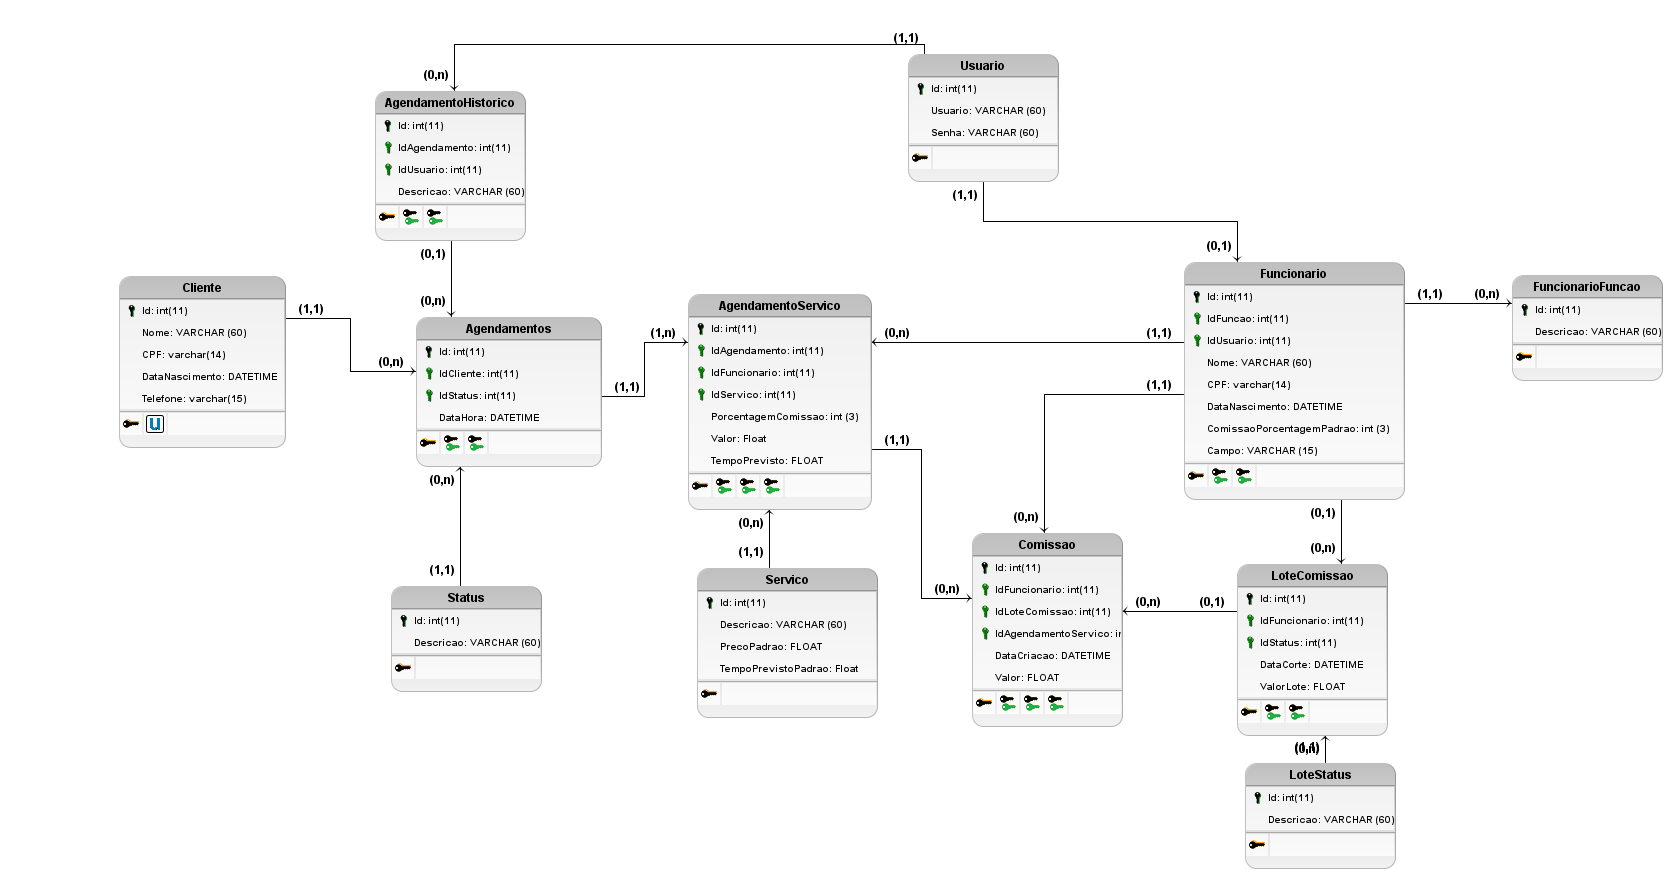 (1,1)
(0,n)
Usuario
Id: int(11)
Usuario: VARCHAR (60)
Senha: VARCHAR (60)
(1,1)
(0,1)
AgendamentoHistorico
Id: int(11)
IdAgendamento: int(11)
IdUsuario: int(11)
Descricao: VARCHAR (60)
(0,1)
(0,n)
Cliente
Id: int(11)
Nome: VARCHAR (60)
CPF: varchar(14)
DataNascimento: DATETIME
Telefone: varchar(15)
u
(1,1)
(0,n)
Agendamentos
Id: int(11)
IdCliente: int(11)
IdStatus: int(11)
DataHora: DATETIME
(0,n)
(1,1)
(1,1)
(1,n)
AgendamentoServico
Id: int(11)
IdAgendamento: int(11)
IdFuncionario: int(11)
IdServico: int(11)
PorcentagemComissao: int (3)
Valor: Float
TempoPrevisto: FLOAT
(0,n)
(1,1)
(1,1)
(0,n)
(0,n)
(1,1)
(1,1)
(0,n)
Funcionario
Id: int(11)
IdFuncao: int(11)
IdUsuario: int(11)
Nome: VARCHAR (60)
CPF: varchar(14)
DataNascimento: DATETIME
ComissaoPorcentagemPadrao: int (3)
Campo: VARCHAR (15)
(1,1)
(0,n)
FuncionarioFuncao
Id: int(11)
Descricao: VARCHAR (60)
(0,1)
(0,n)
Status
Id: int(11)
Descricao: VARCHAR (60)
Servico
Id: int(11)
Descricao: VARCHAR (60)
PrecoPadrao: FLOAT
TempoPrevistoPadrao: Float
Comissao
Id: int(11)
IdFuncionario: int(11)
IdLoteComissao: int(11)
IdAgendamentoServico: in
DataCriacao: DATETIME
Valor: FLOAT
(0,n)
(0,1)
LoteComissao
Id: int(11)
IdFuncionario: int(11)
IdStatus: int(11)
DataCorte: DATETIME
ValorLote: FLOAT
LoteStatus
Id: int(11)
Descricao: VARCHAR (60)